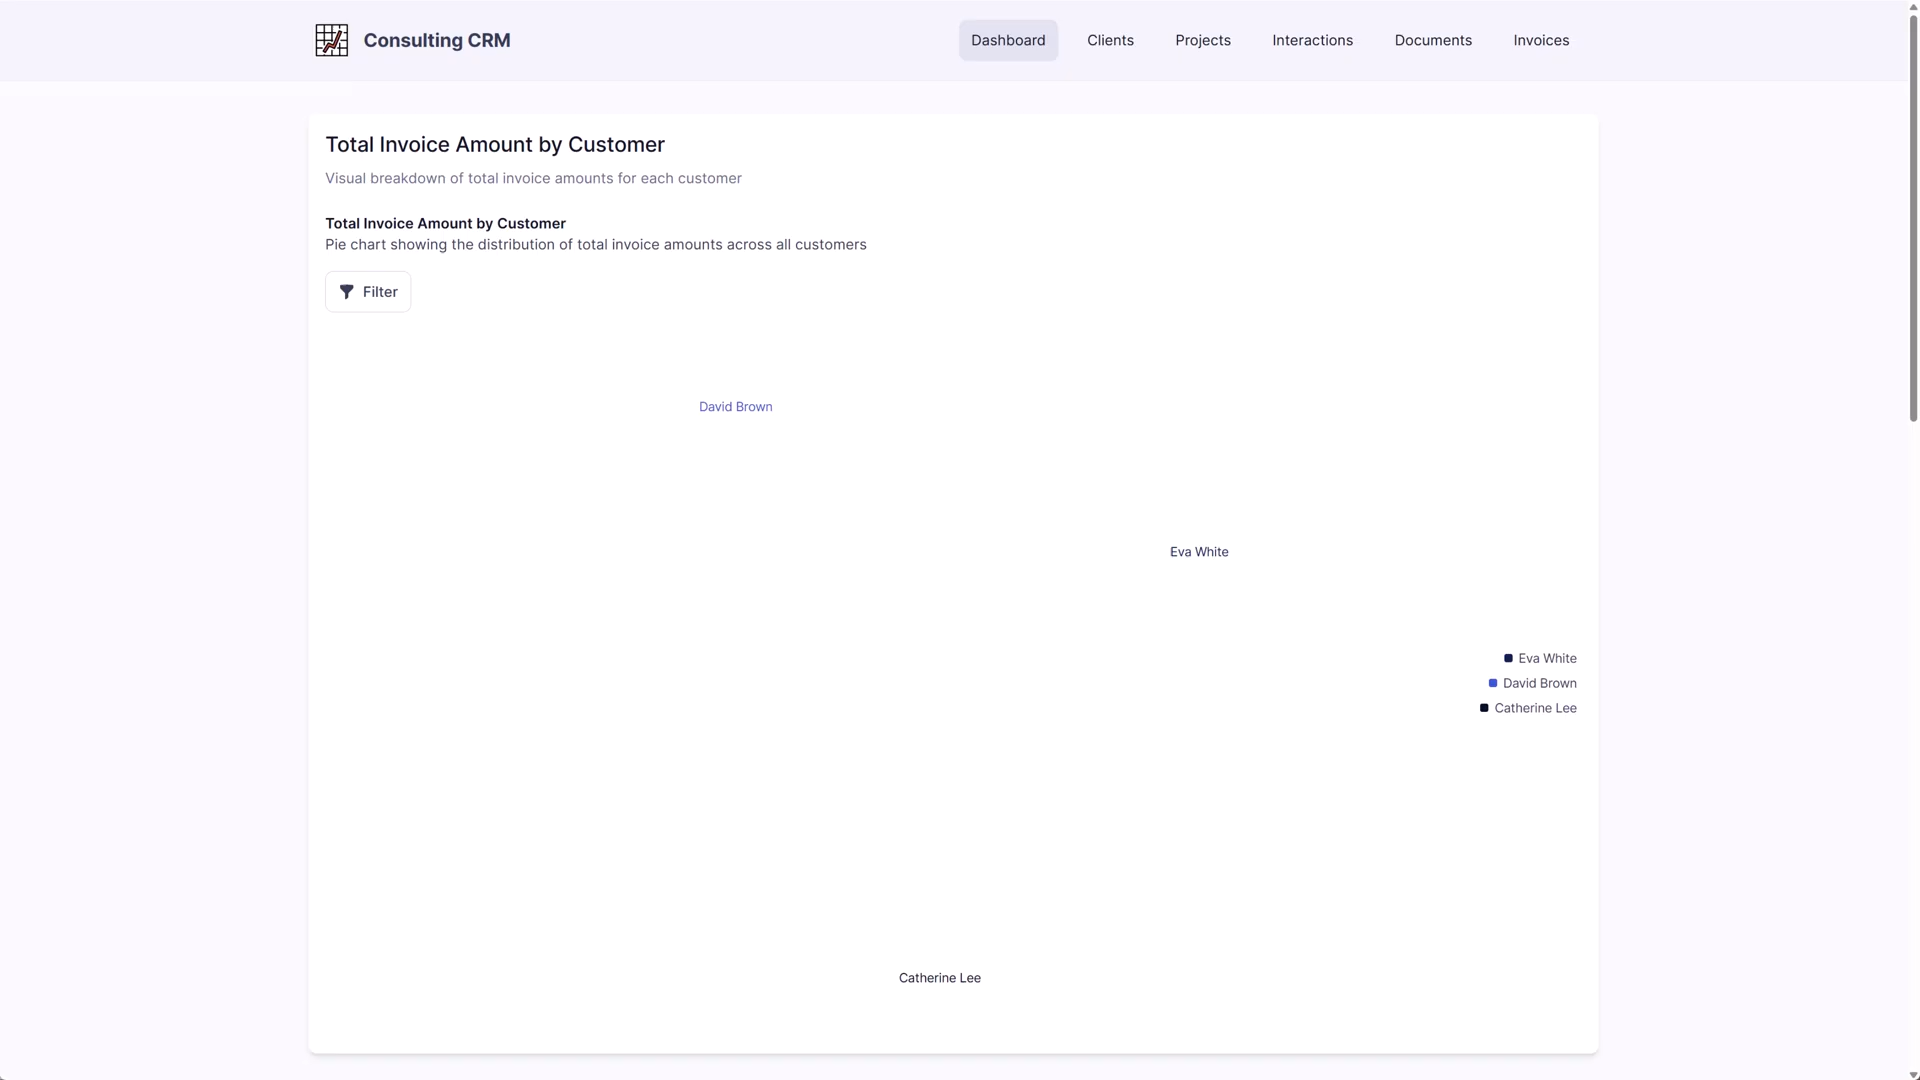 Consulting CRM
Dashboard
Clients
Projects
Interactions
Documents
Invoices
Total Invoice Amount by Customer
Visual breakdown of total invoice amounts for each customer
Total Invoice Amount by Customer
Pie chart showing the distribution of total invoice amounts across all customers
Filter
David Brown
Eva White
Eva White
David Brown
Catherine Lee
Catherine Lee